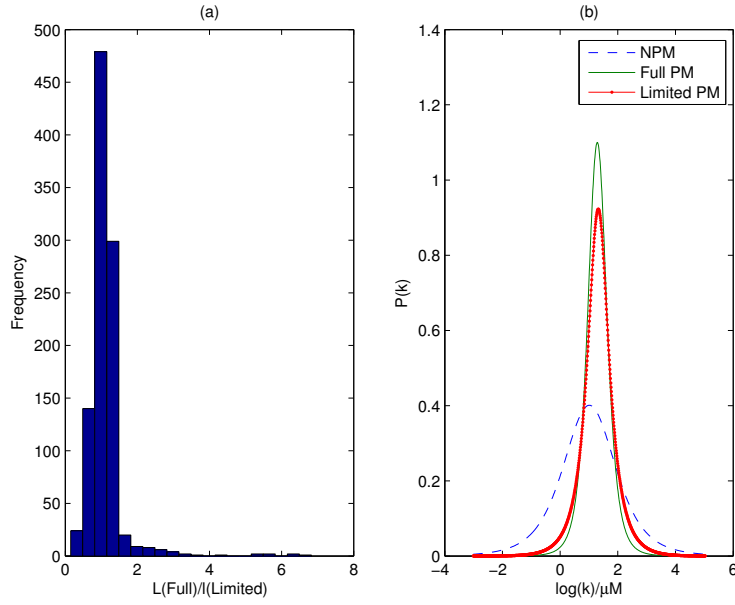 (a)
500
450
400
350
300
250
200
150
100
50
0
Frequency
0 2 4 6 8
L(Full)/l(Limited)
(b)
1.4
1.2
1
0.8
0.6
0.4
0.2
0
P(k)
−4 −2 0 2 4 6
log(k)/μM
NPM
Full PM
Limited PM